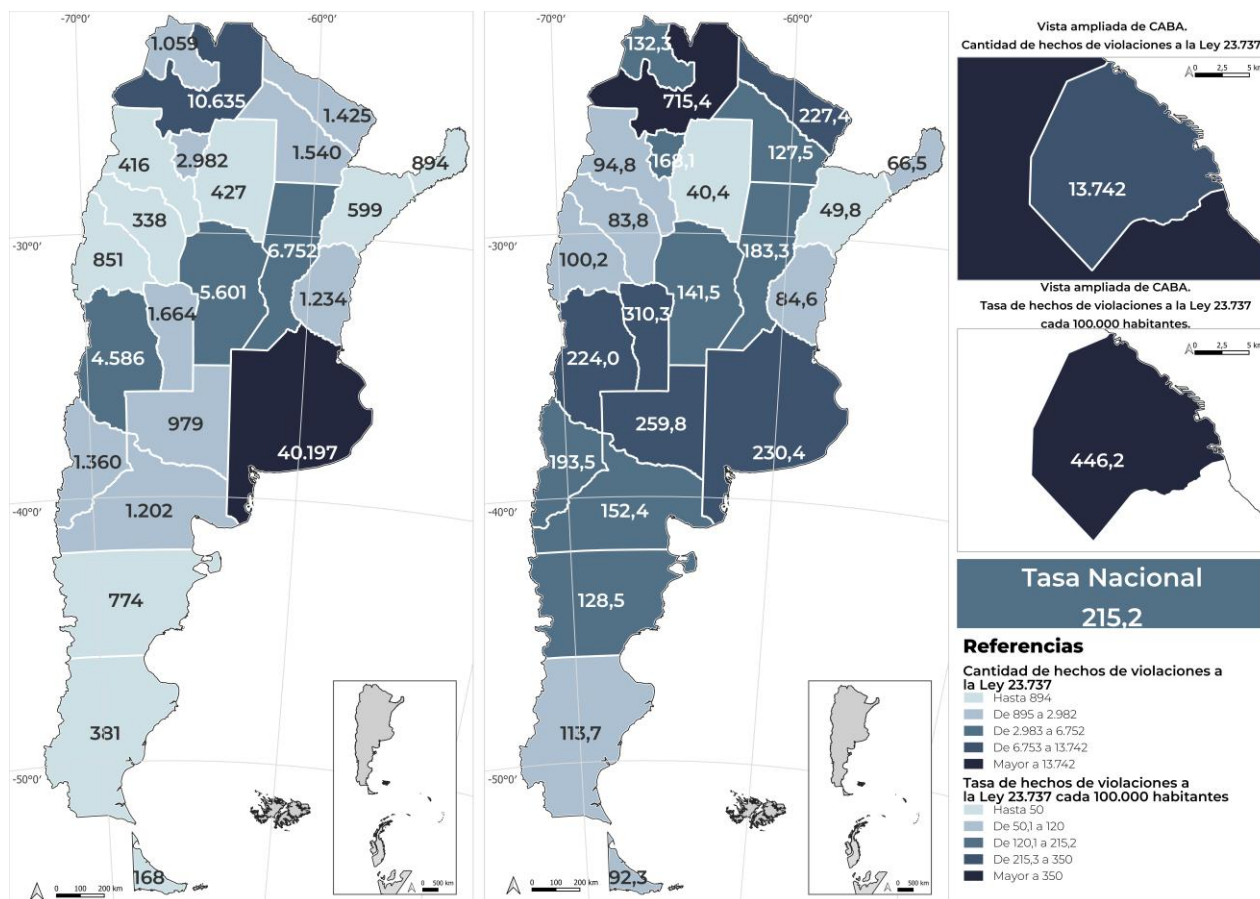 -70°0'
-60°0'
1.059
10.635
1.425
2.982
1.540
416
894
427
338
599
-30°0'
6.752
851
5.601
1.234
1.664
4.586
979
1.360
40.197
1.202
-40°0'
774
381
-50°0'
168
0 100 200 km
0 500 km
-70°0'
-60°0'
132,3
715,4
227,4
127,5
168,1
94,8
66,5
40,4
83,8
49,8
-30°0'
183,3
100,2
141,5
84,6
310,3
224,0
259,8
230,4
193,5
152,4
-40°0'
128,5
113,7
-50°0'
92,3
0 100 200 km
0 500 km
Vista ampliada de CABA.
Cantidad de hechos de violaciones a la Ley 23.737
0 2,5 5 km
13.742
Vista ampliada de CABA.
Tasa de hechos de violaciones a la Ley 23.737
cada 100.000 habitantes.
0 2,5 5 km
446,2
Tasa Nacional
215,2
Referencias
Cantidad de hechos de violaciones a
la Ley 23.737
Hasta 894
De 895 a 2.982
De 2.983 a 6.752
De 6.753 a 13.742
Mayor a 13.742
Tasa de hechos de violaciones a
la Ley 23.737 cada 100.000 habitantes
Hasta 50
De 50,1 a 120
De 120,1 a 215,2
De 215,3 a 350
Mayor a 350